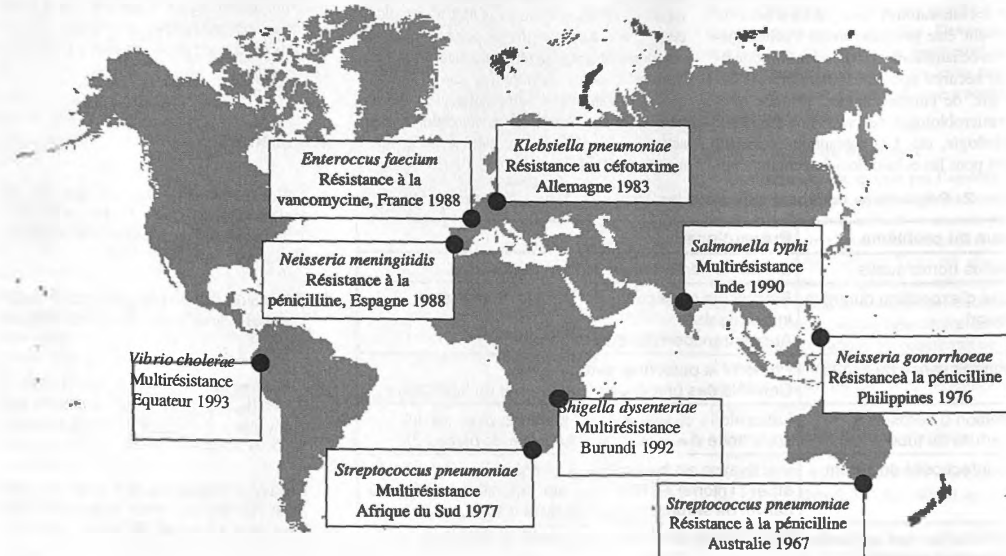 Enteroccus faecium
Résistance à la
vancomycine, France 1988
Klebsiella pneumoniae
Résistance au céfotaxime
Allemagne 1983
Neisseria meningitidis
Résistance à la
pénicilline, Espagne 1988
Salmonella typhi
Multirésistance
Inde 1990
Vibrio cholerae
Multirésistance
Equateur 1993
Neisseria gonorrhoeae
Résistanceà la pénicilline
Philippines 1976
Shigella dysenteriae
Multirésistance
Burundi 1992
Streptococcus pneumoniae
Multirésistance
Afrique du Sud 1977
Streptococcus pneumoniae
Résistance à la pénicilline
Australie 1967